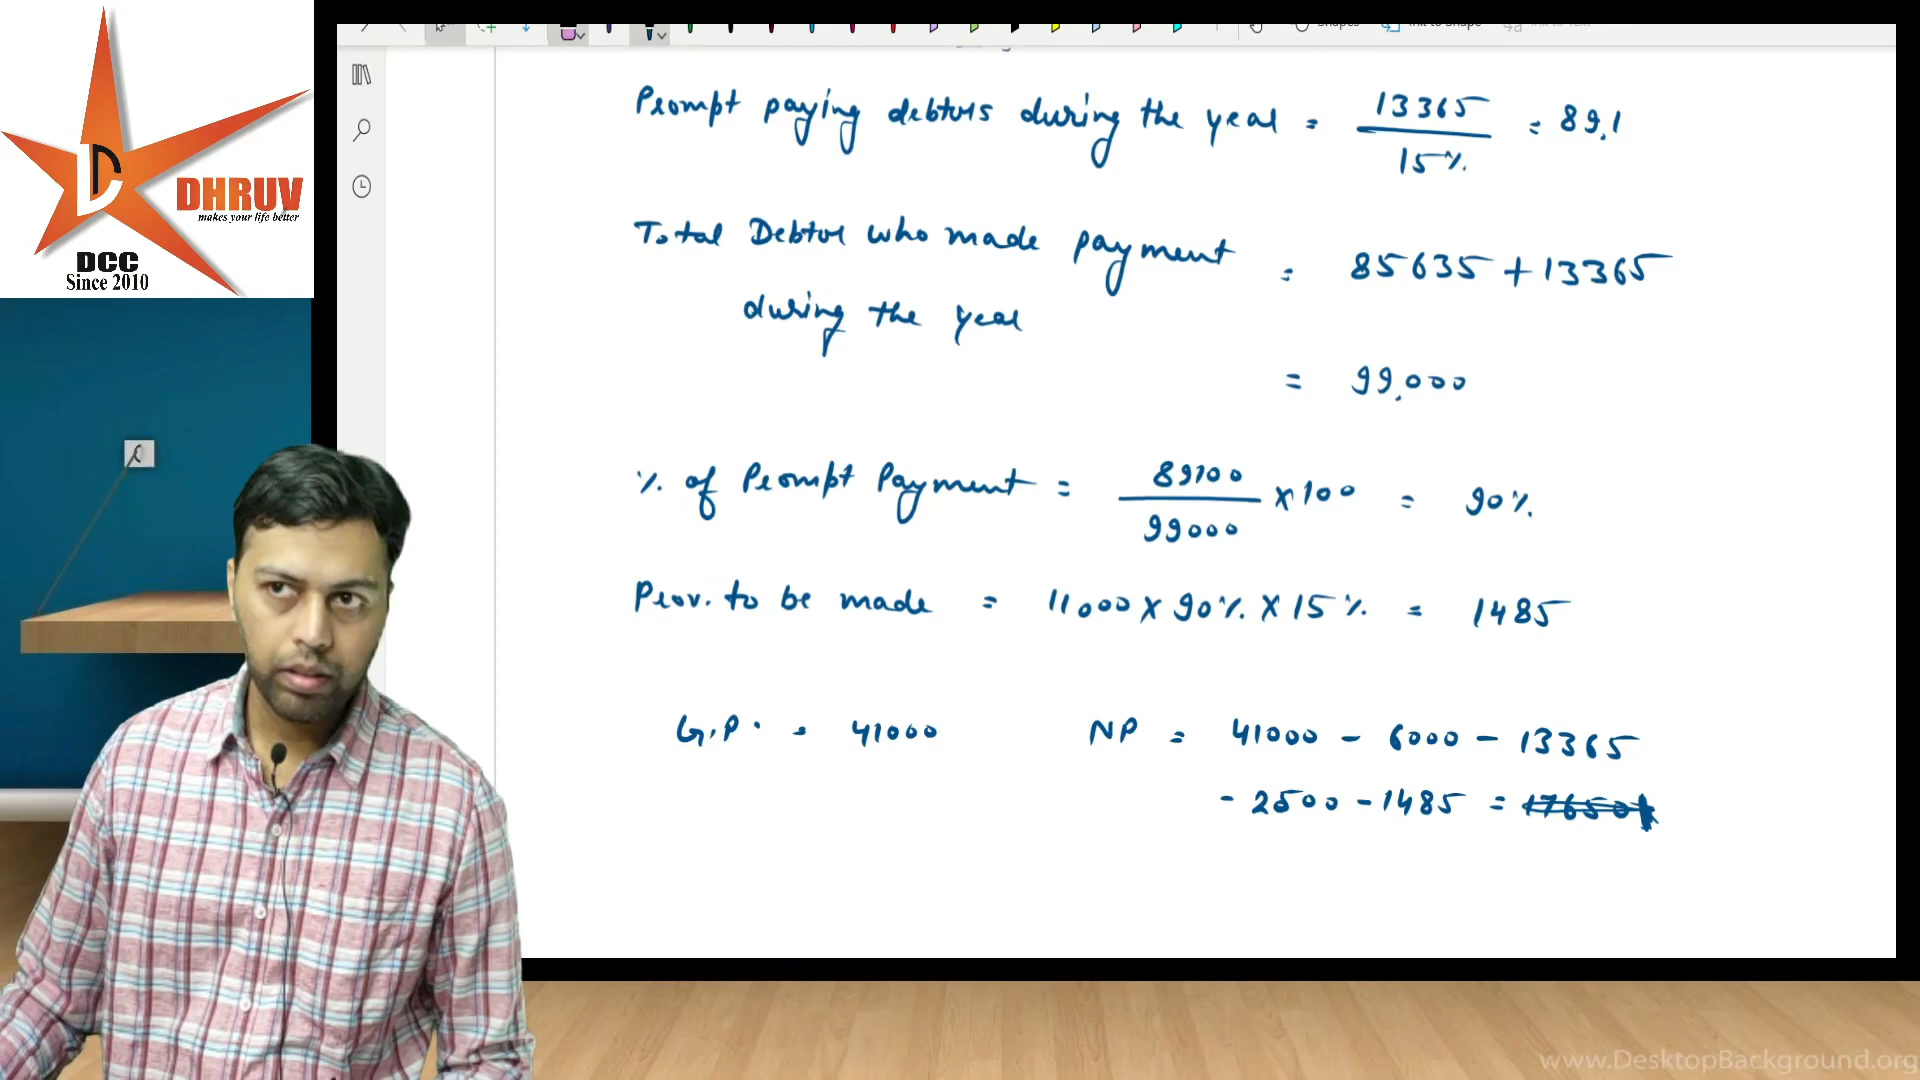 DC
DHRUV
makes your life better
DCC
Since 2010
Prompt paying debtors during the year = 13365 / 15% = 89,1
Total Debtor who made payment = 85635 + 13365
during the year
= 99,000
% of Prompt Payment = 89100 / 99000 × 100 = 90%
Prov. to be made = 11000 × 90% × 15% = 1485
G.P. = 41000
NP = 41000 - 6000 - 13365
- 2500 - 1485 =
www.DesktopBackground.org